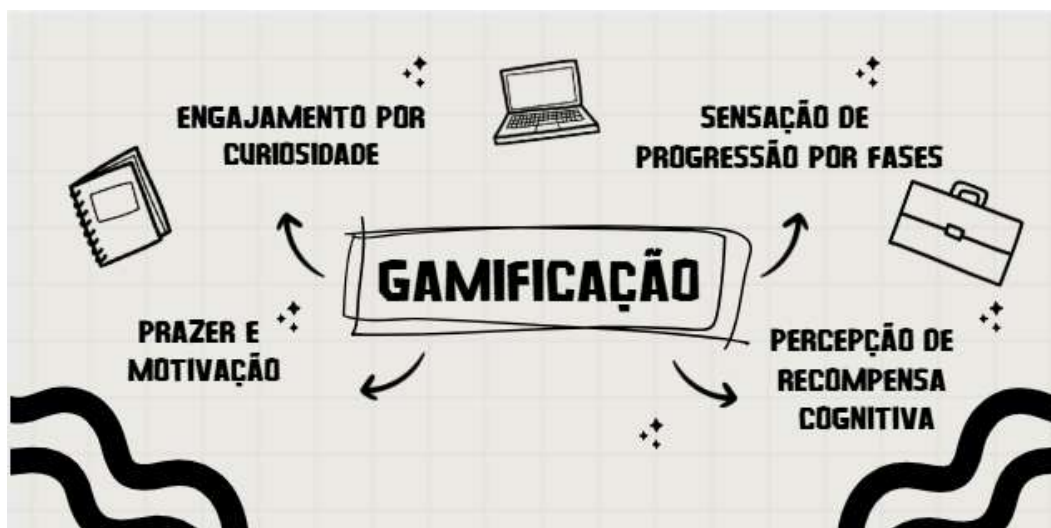 ENGAJAMENTO POR
CURIOSIDADE
SENSAÇÃO DE
PROGRESSÃO POR FASES
GAMIFICAÇÃO
PRAZER E
MOTIVAÇÃO
PERCEPÇÃO DE
RECOMPENSA
COGNITIVA